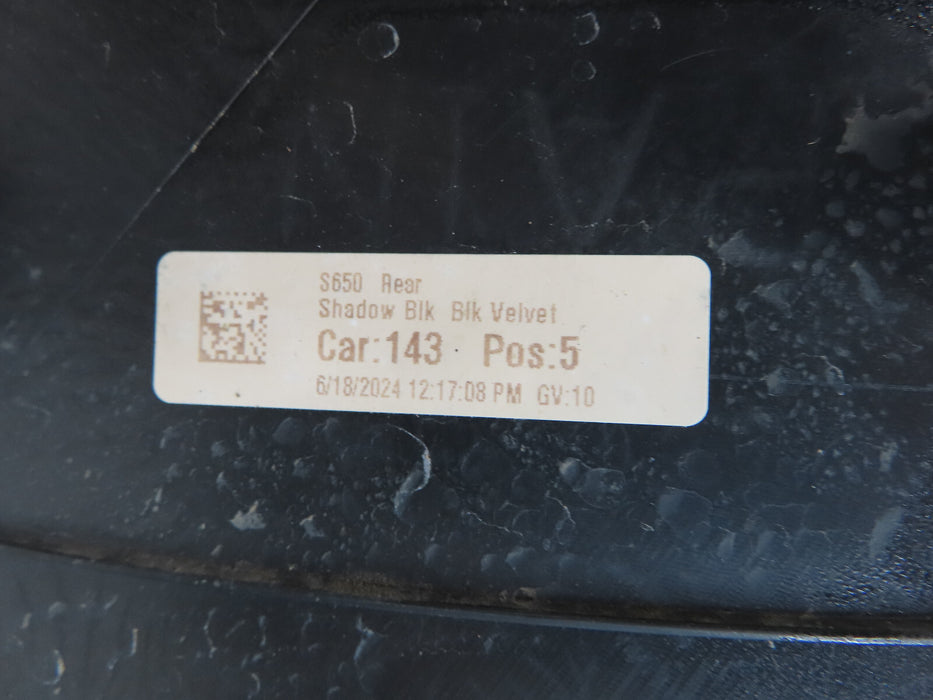 S650 Rear
Shadow Blk Blk Velvet
Car:143 Pos:5
6/18/2024 12:17:08 PM GV:10